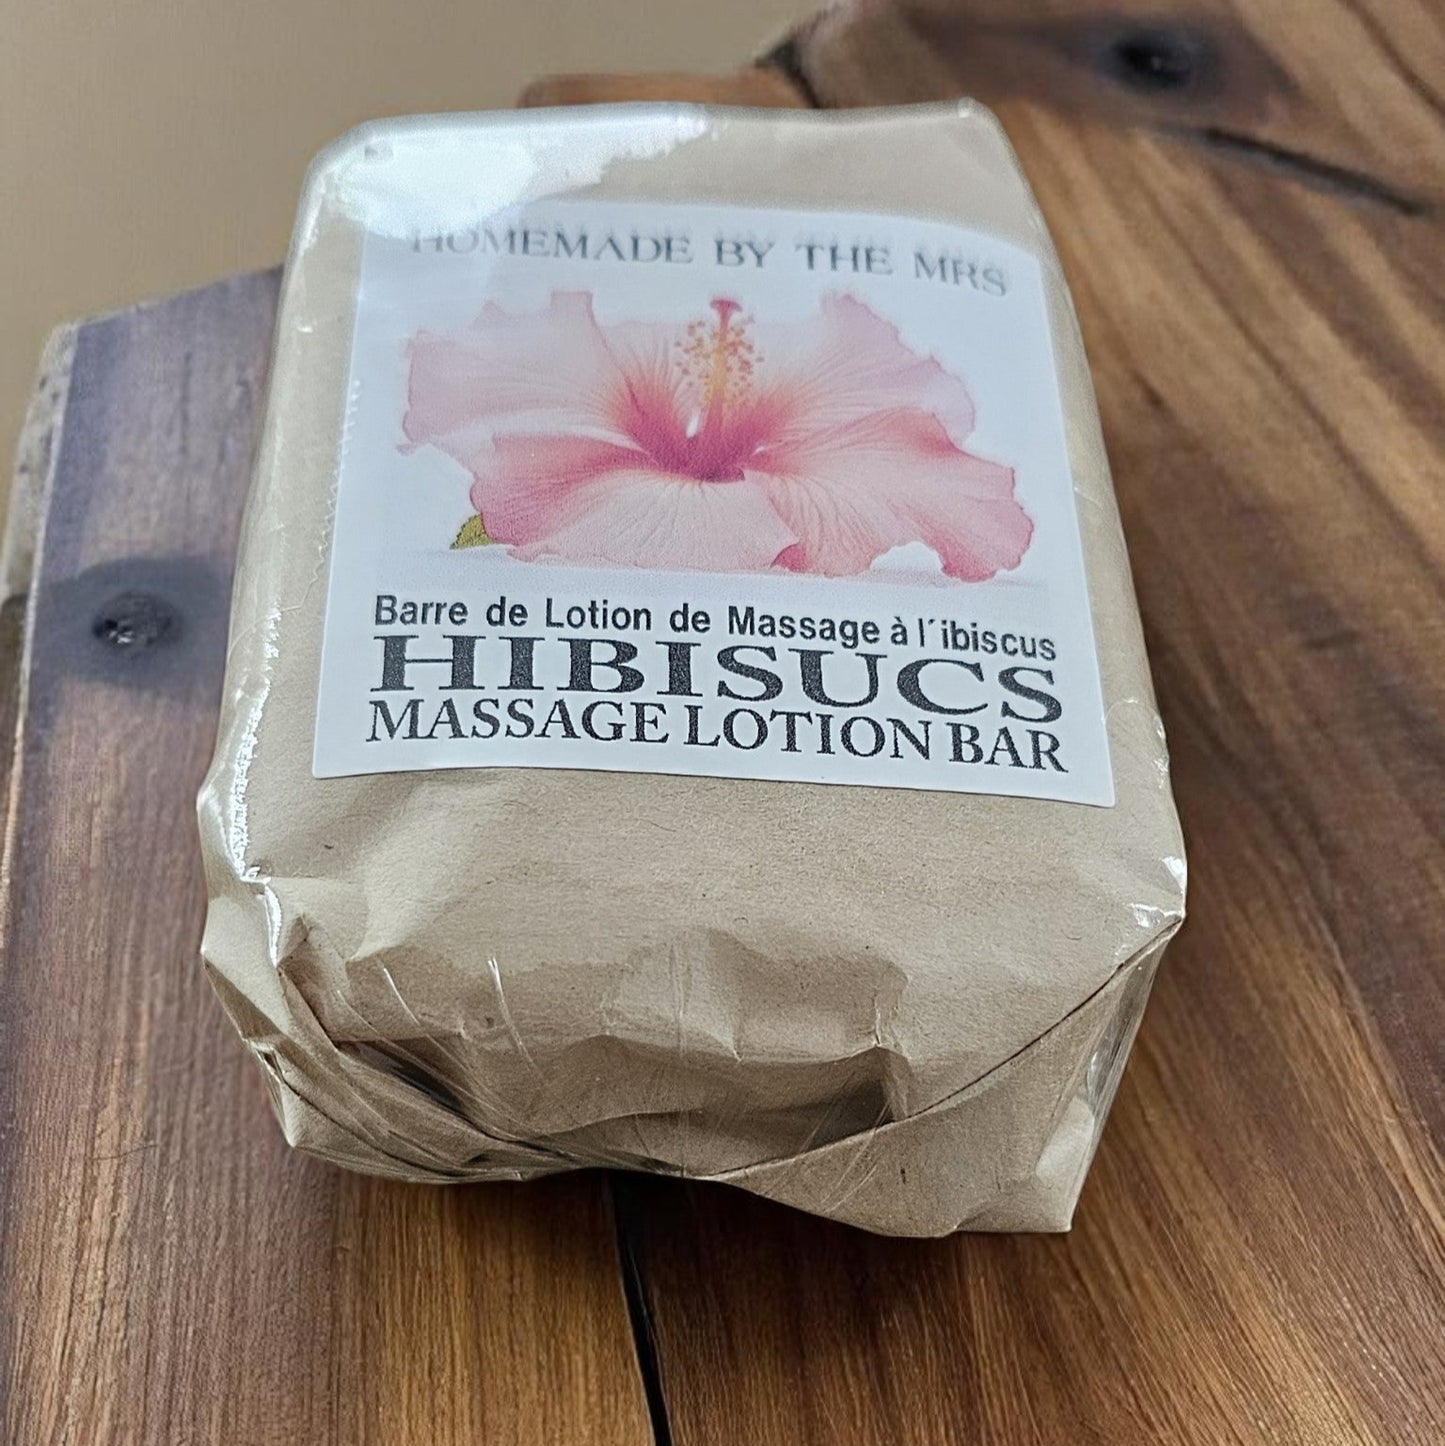 HOMEMADE BY THE MRS
Barre de Lotion de Massage à l´ibiscus
HIBISUCS
MASSAGE LOTION BAR